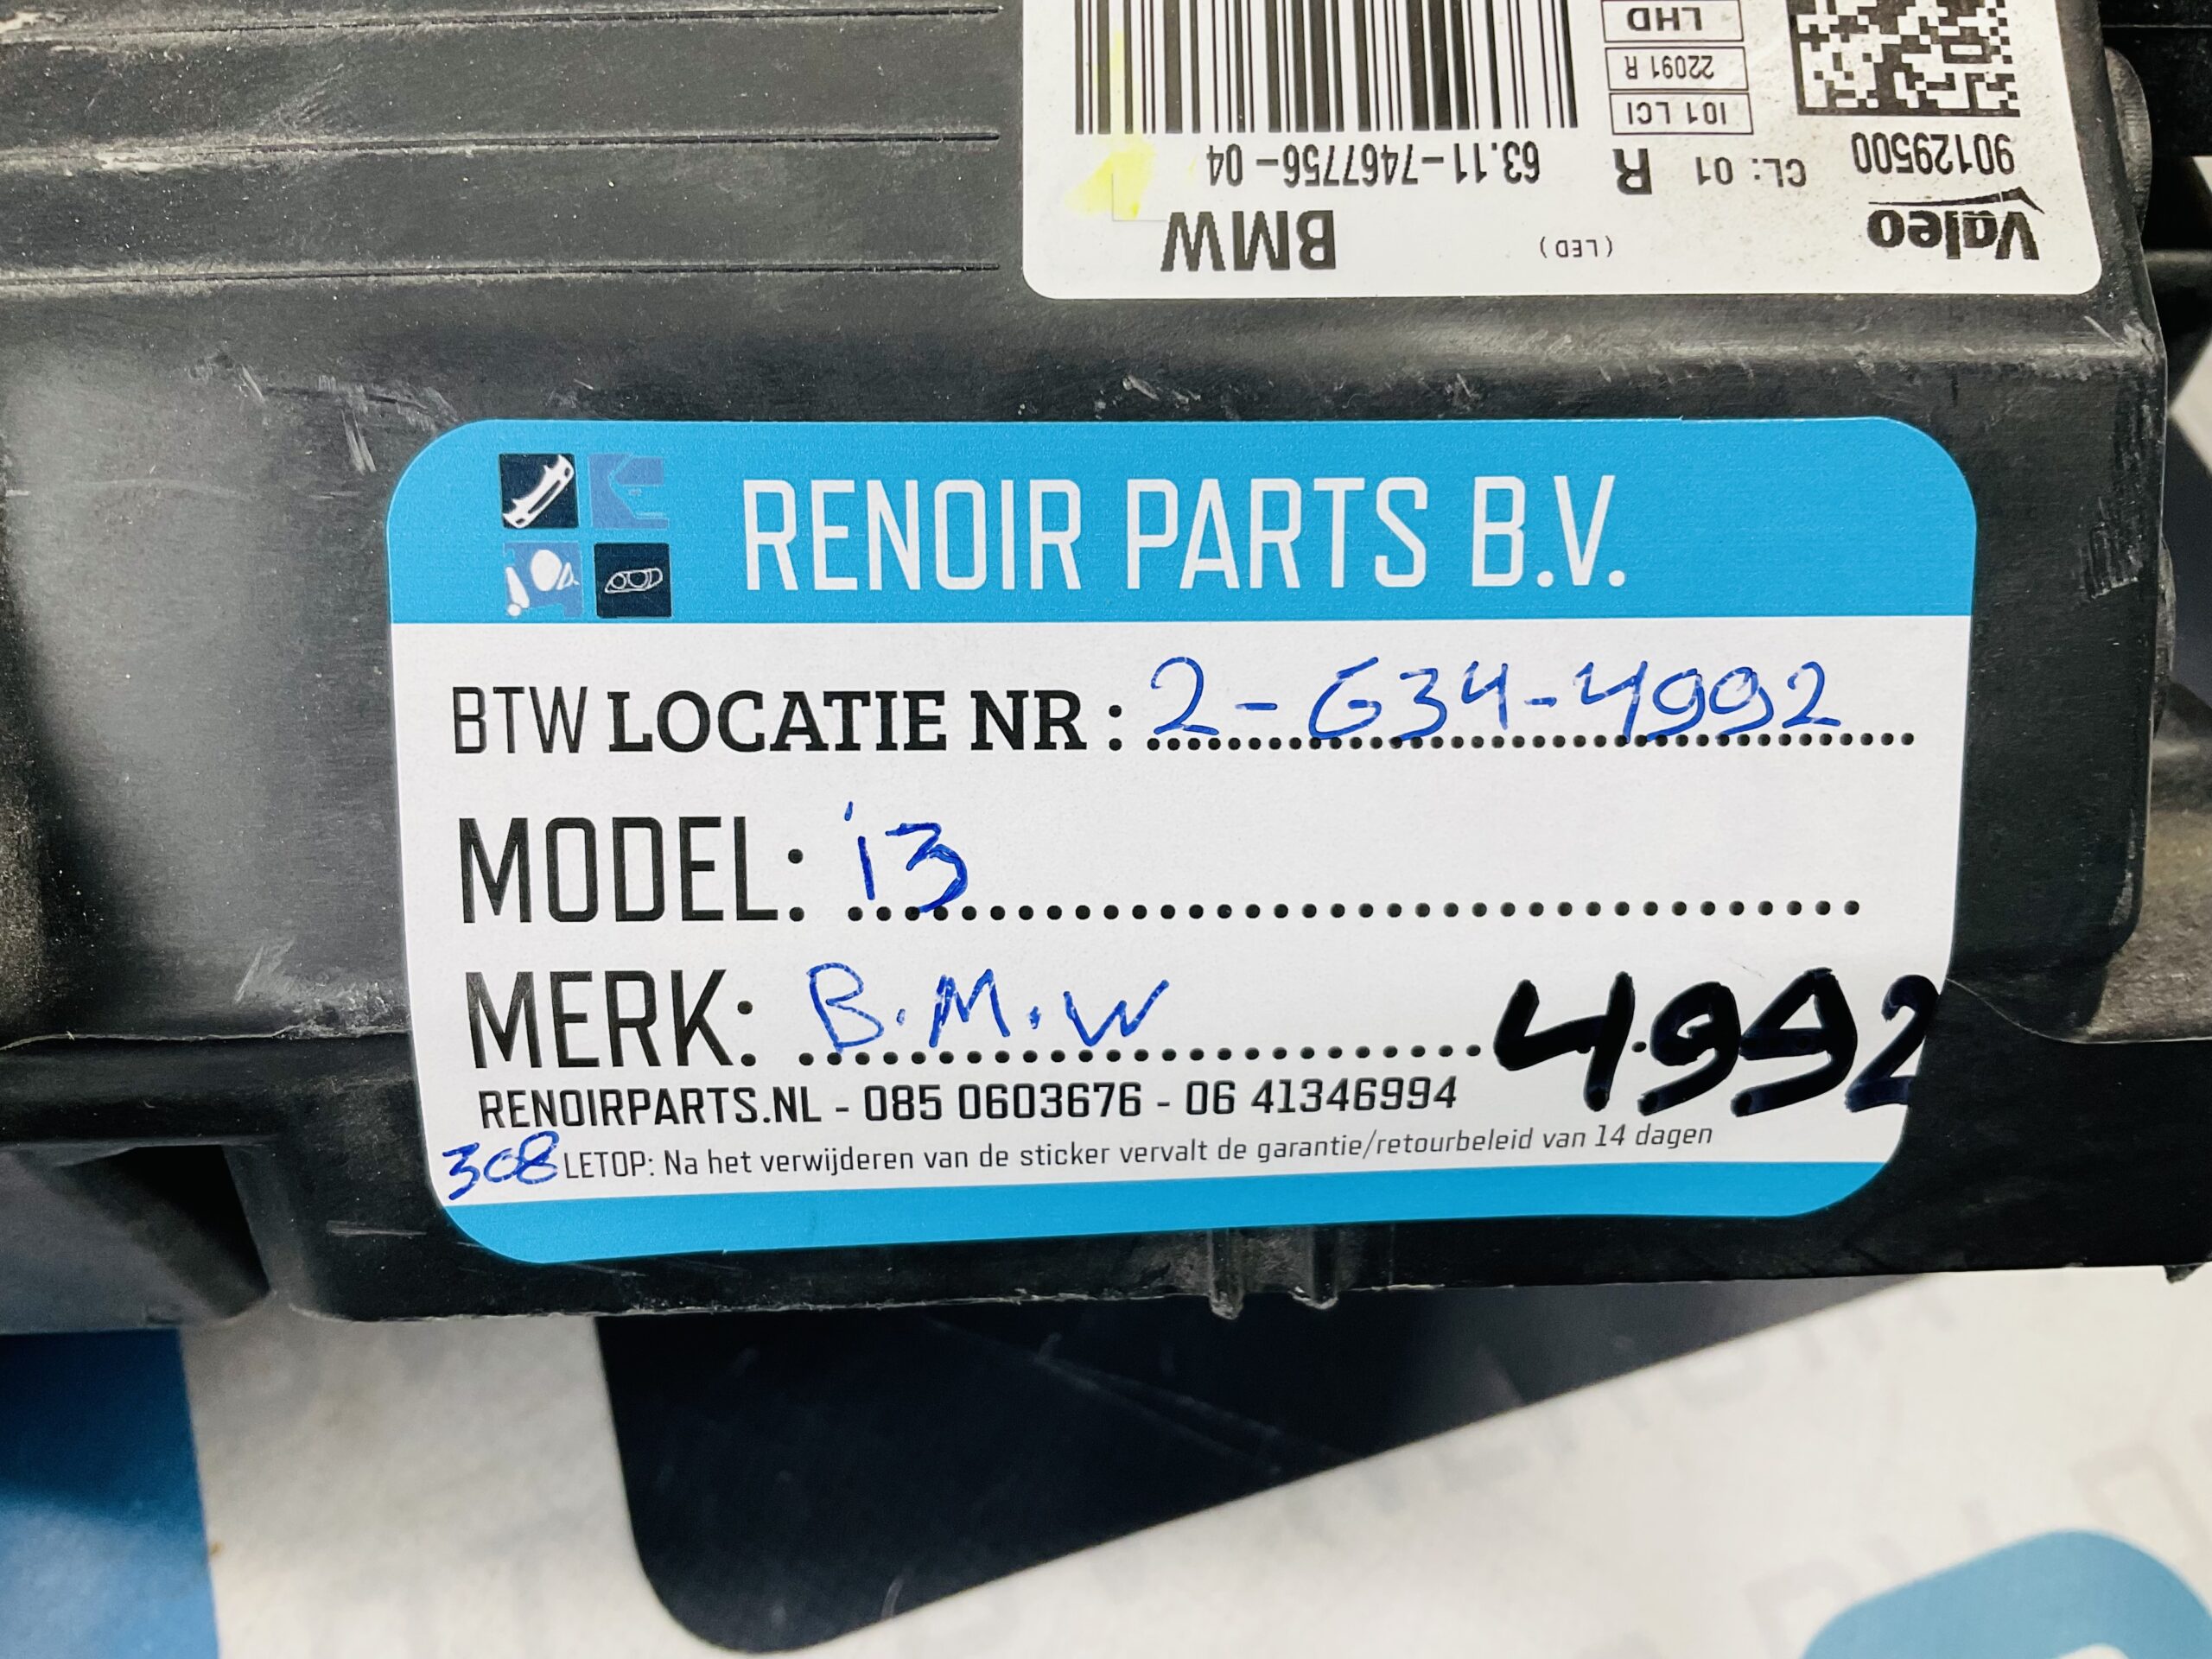 Valeo
(LED)
BMW
90129500
CL: 01 R
63.11-7467756-04
I01 LCI
22091 R
LHD
RENOIR PARTS B.V.
BTW LOCATIE NR : 2-G34-4992
MODEL: i3
MERK: B.M.W 4992
RENOIRPARTS.NL - 085 0603676 - 06 41346994
308 LETOP: Na het verwijderen van de sticker vervalt de garantie/retourbeleid van 14 dagen